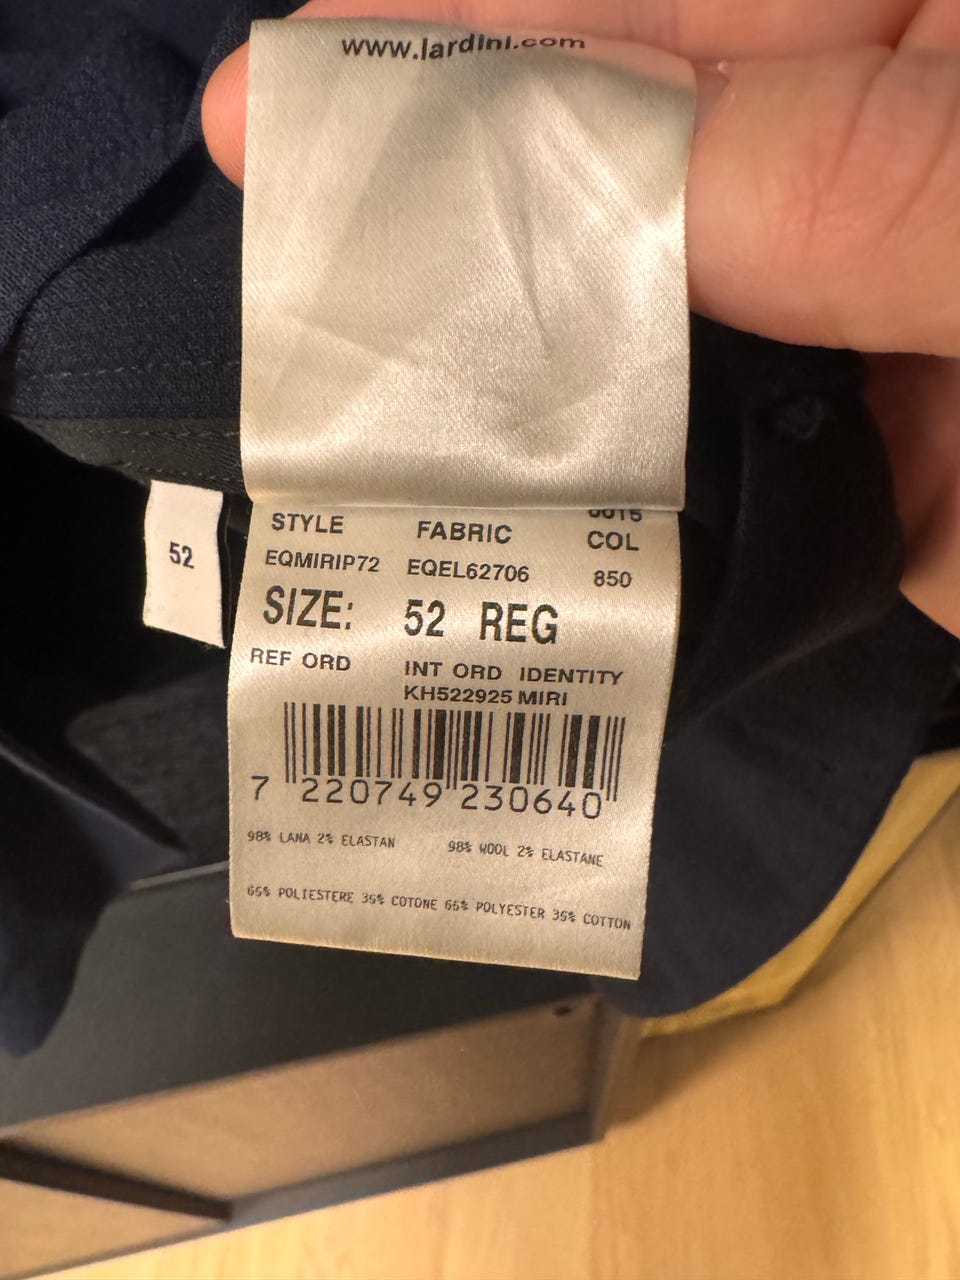 www.lardini.com
0015
STYLE FABRIC COL
EQMIRIP72 EQEL62706 850
SIZE: 52 REG
REF ORD INT ORD IDENTITY
KH522925 MIRI
7 220749 230640
98% LANA 2% ELASTAN 98% WOOL 2% ELASTANE
65% POLIESTERE 35% COTONE 65% POLYESTER 35% COTTON
52